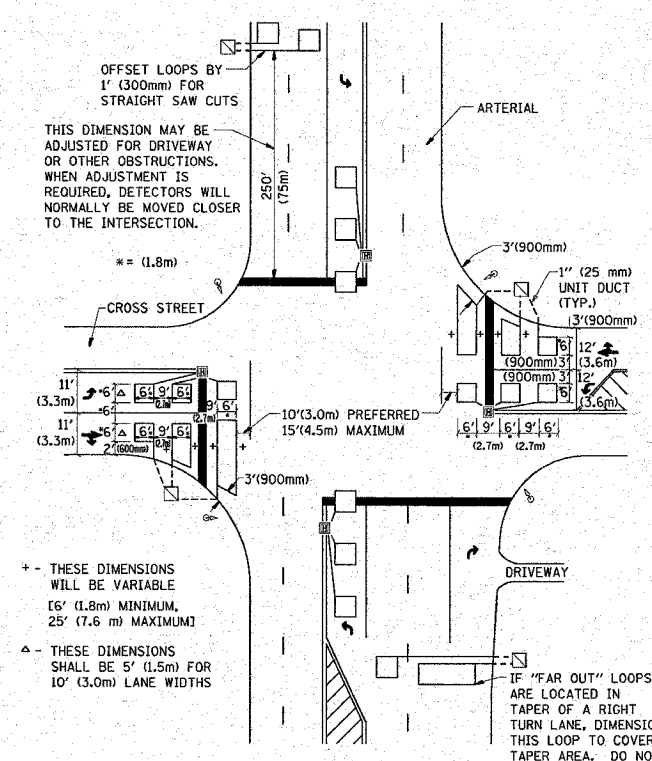 OFFSET LOOPS BY
1' (300mm) FOR
STRAIGHT SAW CUTS
ARTERIAL
THIS DIMENSION MAY BE
ADJUSTED FOR DRIVEWAY
OR OTHER OBSTRUCTIONS.
WHEN ADJUSTMENT IS
REQUIRED, DETECTORS WILL
NORMALLY BE MOVED CLOSER
TO THE INTERSECTION.
250'
(75m)
* = (1.8m)
3'(900mm)
1" (25 mm)
UNIT DUCT
(TYP.)
3'(900mm)
CROSS STREET
H
H
*6'
12'
(3.6m)
(900mm)3'
(900mm) 3'
*6'
12'
(3.6m)
11'
(3.3m)
*6'
△
6' 9' 6'
(2.7m)
9' 6'
(2.7m)
*6'
11'
(3.3m)
*6'
△
6' 9' 6'
(2.7m)
2'
(600mm)
10'(3.0m) PREFERRED
15'(4.5m) MAXIMUM
H
6' 9' 6' 9' 6'
(2.7m) (2.7m)
3'(900mm)
H
+ - THESE DIMENSIONS
WILL BE VARIABLE
[6' (1.8m) MINIMUM,
25' (7.6 m) MAXIMUM]
DRIVEWAY
△ - THESE DIMENSIONS
SHALL BE 5' (1.5m) FOR
10' (3.0m) LANE WIDTHS
IF "FAR OUT" LOOPS
ARE LOCATED IN
TAPER OF A RIGHT
TURN LANE, DIMENSIO
THIS LOOP TO COVER
TAPER AREA. DO NO